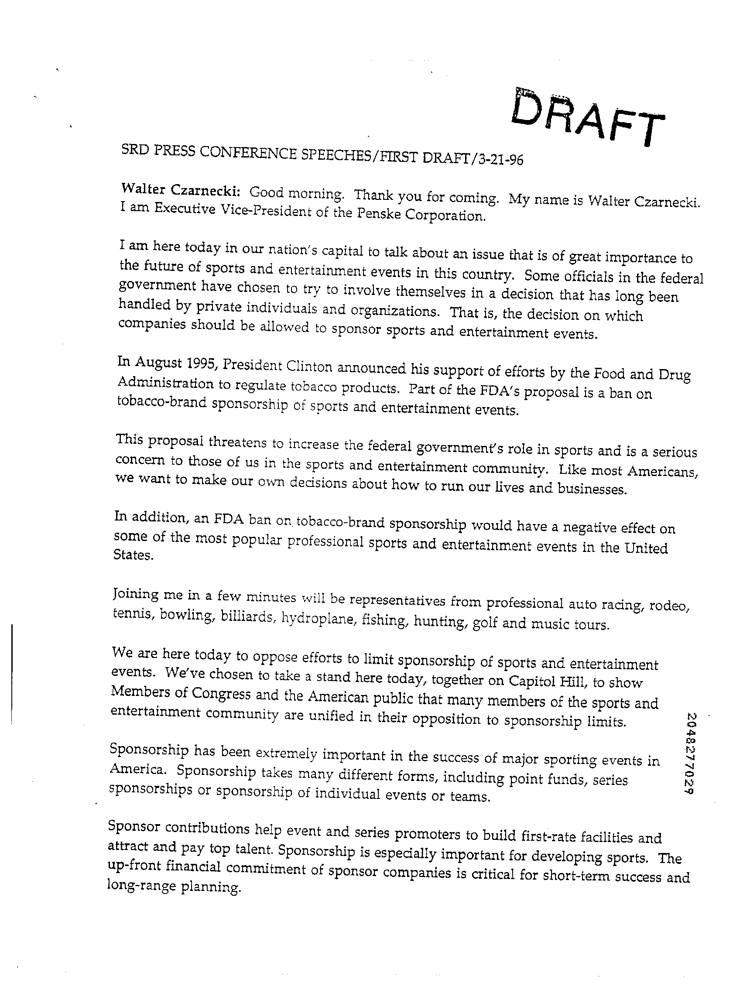 DRAFT
SRD PRESS CONFERENCE SPEECHES/FIRST DRAFT/3-21-96
Walter Czarnecki: Good morning. Thank you for coming. My name is Walter Czarnecki.
I am Executive Vice-President of the Penske Corporation.
I am here today in our nation's capital to talk about an issue that is of great importance to
the future of sports and entertainment events in this country. Some officials in the federal
government have chosen to try to involve themselves in a decision that has long been
handled by private individuals and organizations. That is, the decision on which
companies should be allowed to sponsor sports and entertainment events.
In August 1995, President Clinton announced his support of efforts by the Food and Drug
Administration to regulate tobacco products. Part of the FDA's proposal is a ban on
tobacco-brand sponsorship of sports and entertainment events.
This proposal threatens to increase the federal government's role in sports and is a serious
concern to those of us in the sports and entertainment community. Like most Americans,
we want to make our own decisions about how to run our lives and businesses.
In addition, an FDA ban on tobacco-brand sponsorship would have a negative effect on
some of the most popular professional sports and entertainment events in the United
States.
Joining me in a few minutes will be representatives from professional auto racing, rodeo,
tennis, bowling, billiards, hydroplane, fishing, hunting, golf and music tours.
We are here today to oppose efforts to limit sponsorship of sports and entertainment
events. We've chosen to take a stand here today, together on Capitol Hill, to show
Members of Congress and the American public that many members of the sports and
entertainment community are unified in their opposition to sponsorship limits.
Sponsorship has been extremely important in the success of major sporting events in
America. Sponsorship takes many different forms, including point funds, series
sponsorships or sponsorship of individual events or teams.
Sponsor contributions help event and series promoters to build first-rate facilities and
attract and pay top talent. Sponsorship is especially important for developing sports. The
up-front financial commitment of sponsor companies is critical for short-term success and
long-range planning.
2048277029